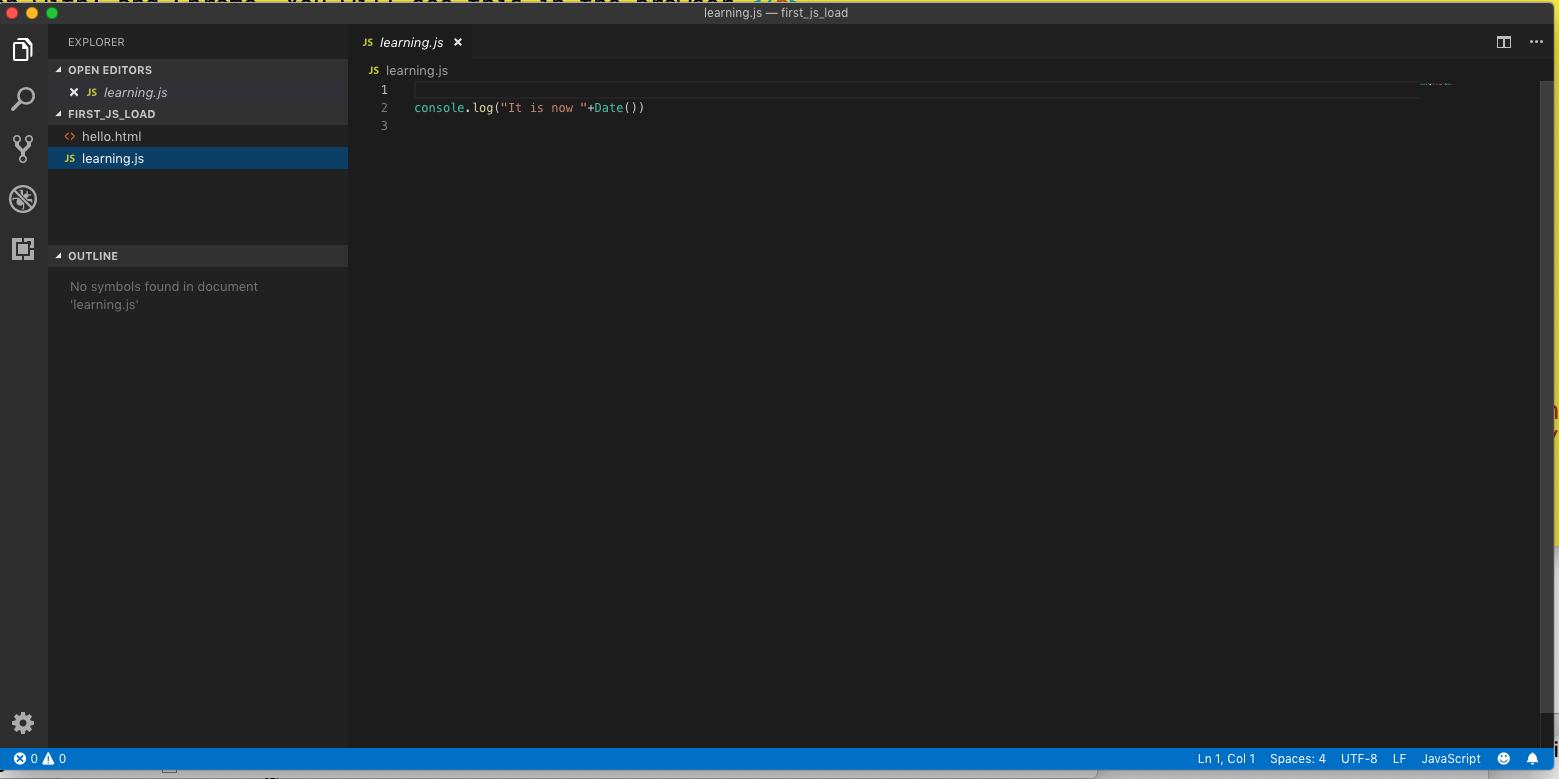 learning.js — first_js_load
EXPLORER
OPEN EDITORS
JS learning.js
FIRST_JS_LOAD
<> hello.html
JS learning.js
OUTLINE
No symbols found in document
'learning.js'
JS learning.js
JS learning.js
1
2 console.log("It is now "+Date())
3
0 0
Ln 1, Col 1 Spaces: 4 UTF-8 LF JavaScript